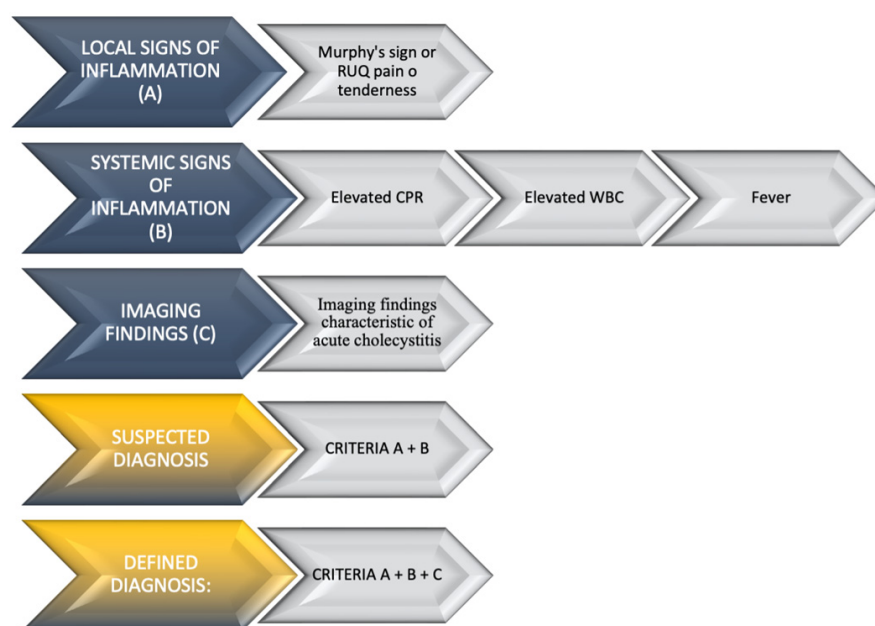 LOCAL SIGNS OF
INFLAMMATION
(A)
Murphy's sign or
RUQ pain o
tenderness
SYSTEMIC SIGNS
OF
INFLAMMATION
(B)
Elevated CPR
Elevated WBC
Fever
IMAGING
FINDINGS (C)
Imaging findings
characteristic of
acute cholecystitis
SUSPECTED
DIAGNOSIS
CRITERIA A + B
DEFINED
DIAGNOSIS:
CRITERIA A + B + C